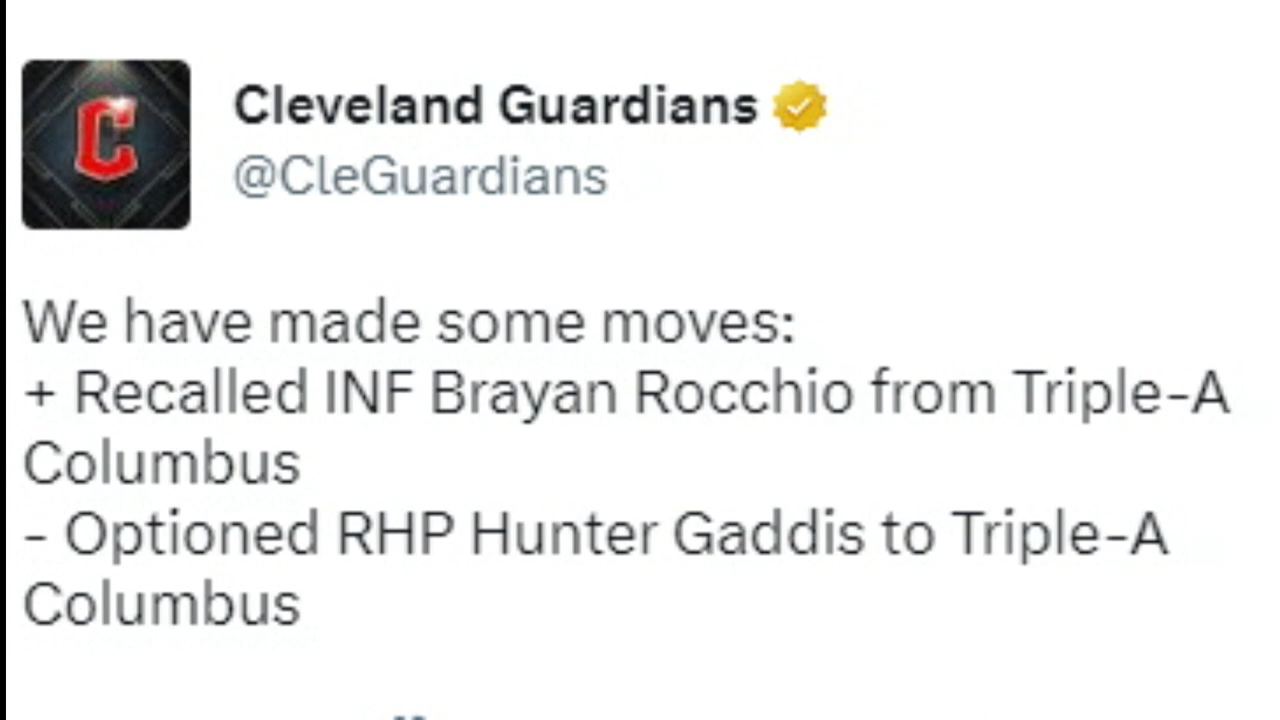 Cleveland Guardians
@CleGuardians
We have made some moves:
+ Recalled INF Brayan Rocchio from Triple-A
Columbus
- Optioned RHP Hunter Gaddis to Triple-A
Columbus